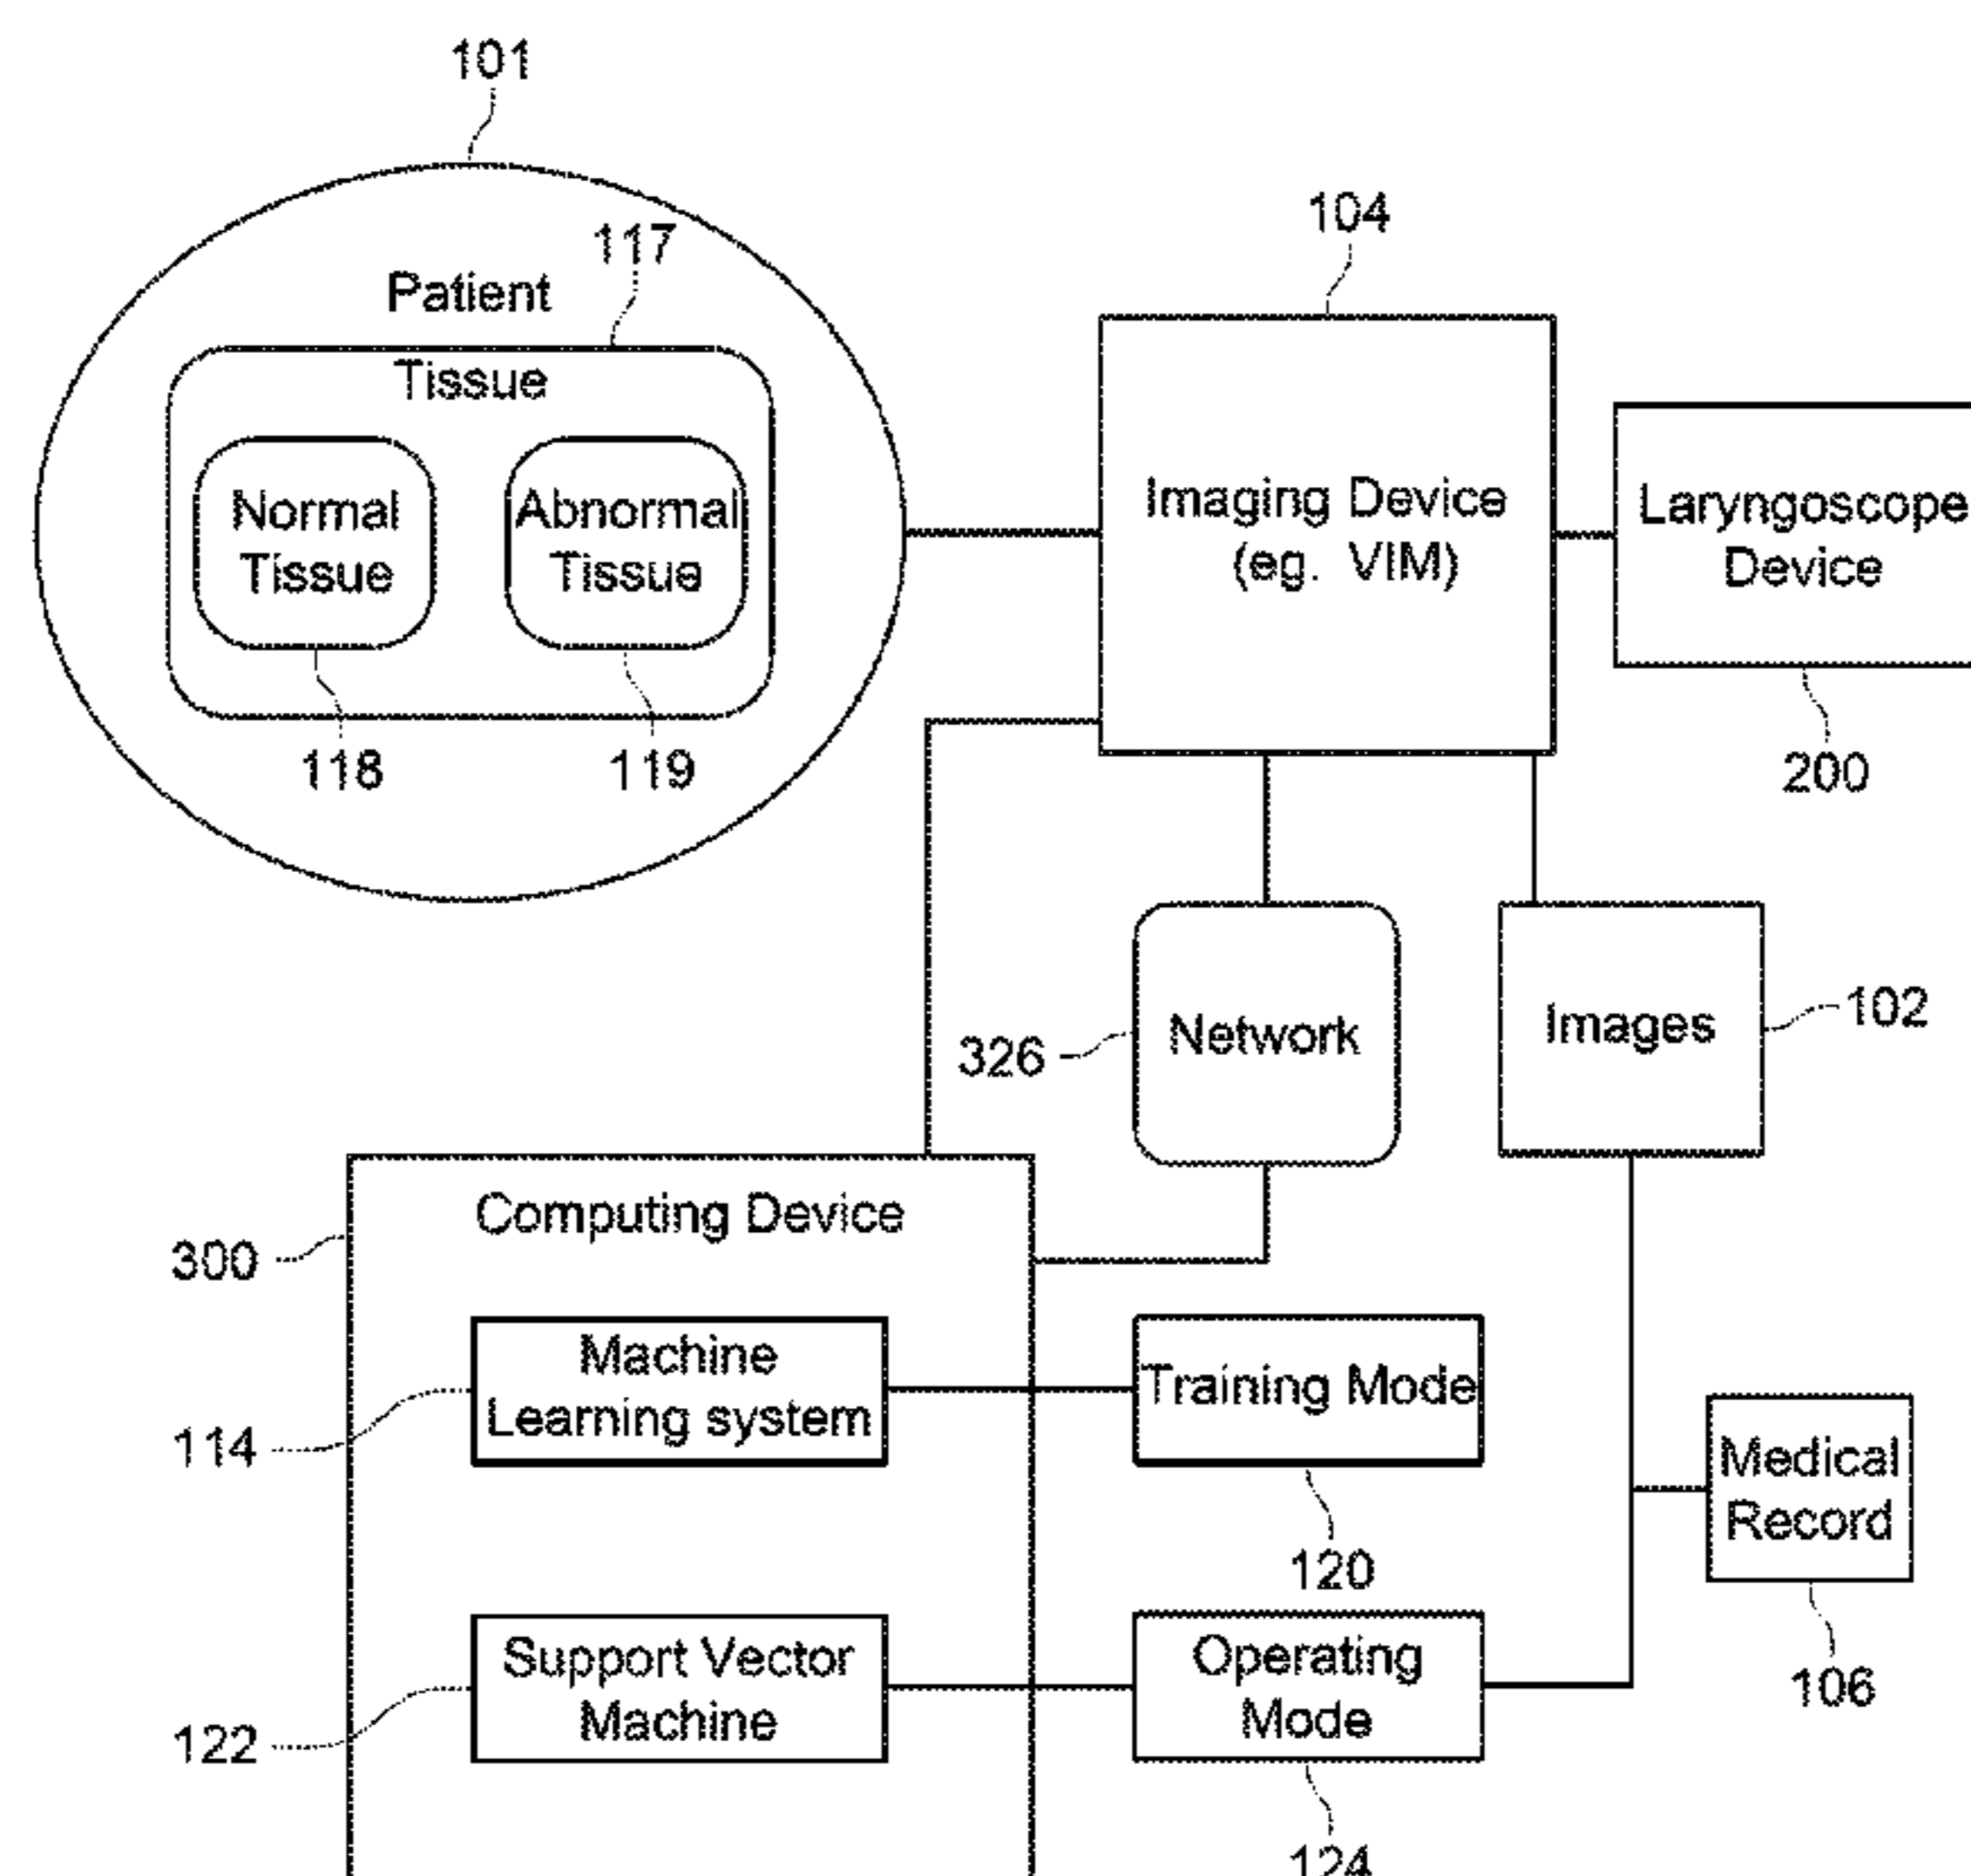 101
117
Patient
Tissue
Normal
Tissue
Abnormal
Tissue
118
119
104
Imaging Device
(eg. VIM)
Laryngoscope
Device
200
326
Network
Images
102
Computing Device
300
Machine
Learning system
114
Training Mode
120
Medical
Record
106
Support Vector
Machine
122
Operating
Mode
124